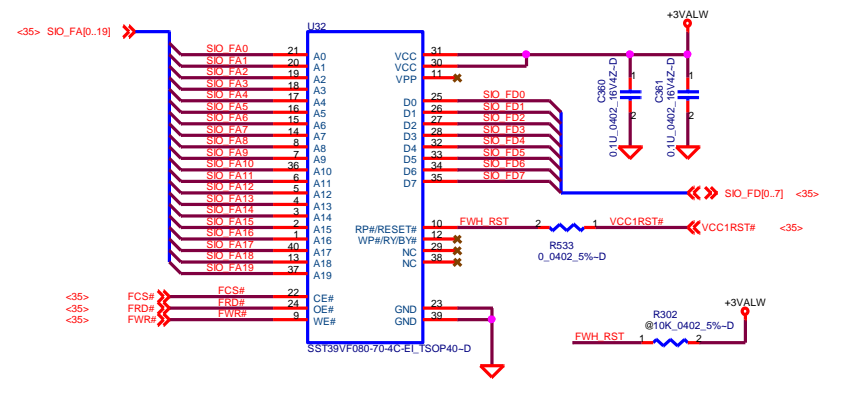 +3VALW
<35> SIO_FA[0..19]
U32
SIO_FA0 21 A0
SIO_FA1 20 A1
SIO_FA2 19 A2
SIO_FA3 18 A3
SIO_FA4 17 A4
SIO_FA5 16 A5
SIO_FA6 15 A6
SIO_FA7 14 A7
SIO_FA8 8 A8
SIO_FA9 7 A9
SIO_FA10 36 A10
SIO_FA11 6 A11
SIO_FA12 5 A12
SIO_FA13 4 A13
SIO_FA14 3 A14
SIO_FA15 2 A15
SIO_FA16 1 A16
SIO_FA17 40 A17
SIO_FA18 13 A18
SIO_FA19 37 A19
<35> FCS# FCS# 22 CE#
<35> FRD# FRD# 24 OE#
<35> FWR# FWR# 9 WE#
VCC 31
VCC 30
VPP 11
D0 25 SIO_FD0
D1 26 SIO_FD1
D2 27 SIO_FD2
D3 28 SIO_FD3
D4 32 SIO_FD4
D5 33 SIO_FD5
D6 34 SIO_FD6
D7 35 SIO_FD7
SIO_FD[0..7] <35>
RP#/RESET# 10 FWH_RST 2 1 VCC1RST# VCC1RST# <35>
WP#/RY/BY# 12
NC 29
NC 38
R533
0_0402_5%~D
GND 23
GND 39
SST39VF080-70-4C-EI_TSOP40~D
C360
0.1U_0402_16V4Z~D
1
2
C361
0.1U_0402_16V4Z~D
1
2
+3VALW
R302
@10K_0402_5%~D
FWH_RST 1 2